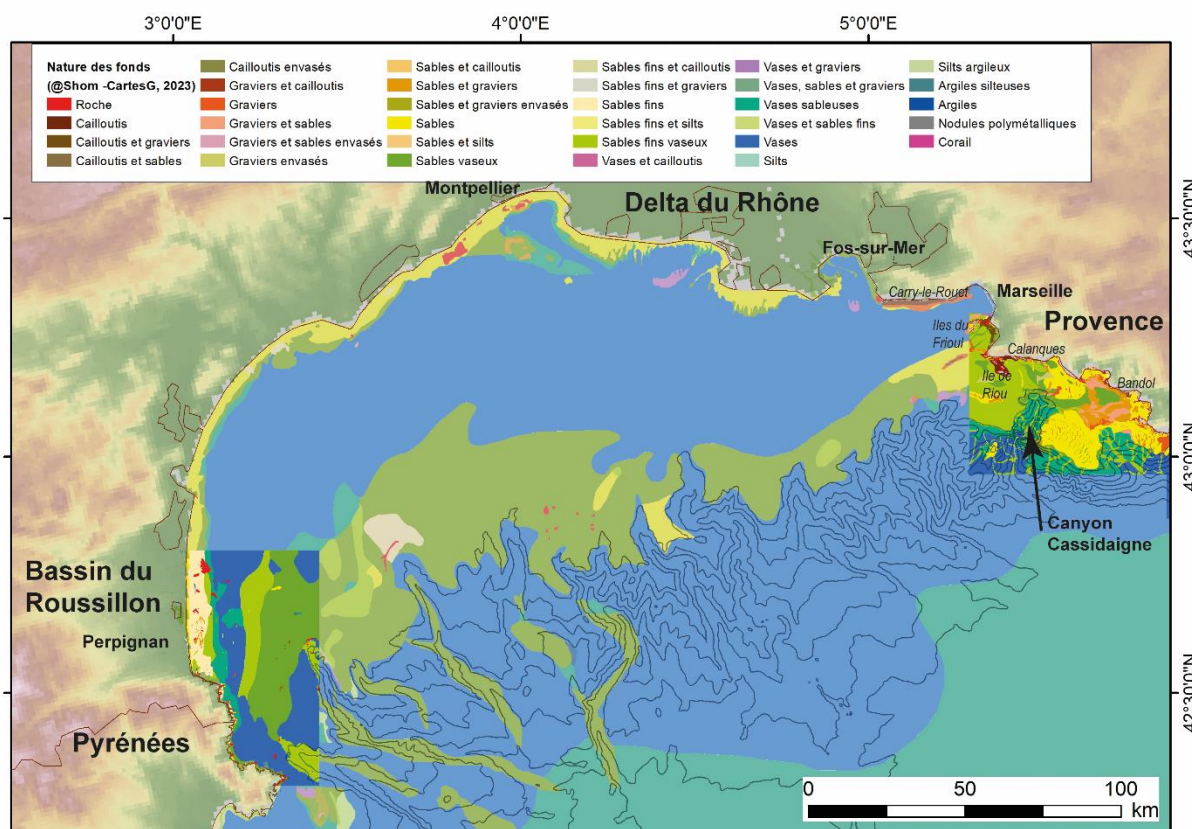 3°0'0"E
4°0'0"E
5°0'0"E
Nature des fonds
(@Shom -CartesG, 2023)
Roche
Cailloutis
Cailloutis et graviers
Cailloutis et sables
Cailloutis envasés
Graviers et cailloutis
Graviers
Graviers et sables
Graviers et sables envasés
Graviers envasés
Sables et cailloutis
Sables et graviers
Sables et graviers envasés
Sables
Sables et silts
Sables vaseux
Sables fins et cailloutis
Sables fins et graviers
Sables fins
Sables fins et silts
Sables fins vaseux
Vases et cailloutis
Vases et graviers
Vases, sables et graviers
Vases sableuses
Vases et sables fins
Vases
Silts
Silts argileux
Argiles silteuses
Argiles
Nodules polymétalliques
Corail
Montpellier
Delta du Rhône
43°30'0"N
Fos-sur-Mer
Carry-le-Rouet
Marseille
Provence
Iles du
Frioul
Calanques
Ile de
Riou
Bandol
43°0'0"N
Canyon
Cassidaigne
Bassin du
Roussillon
Perpignan
42°30'0"N
Pyrénées
0
50
100
km